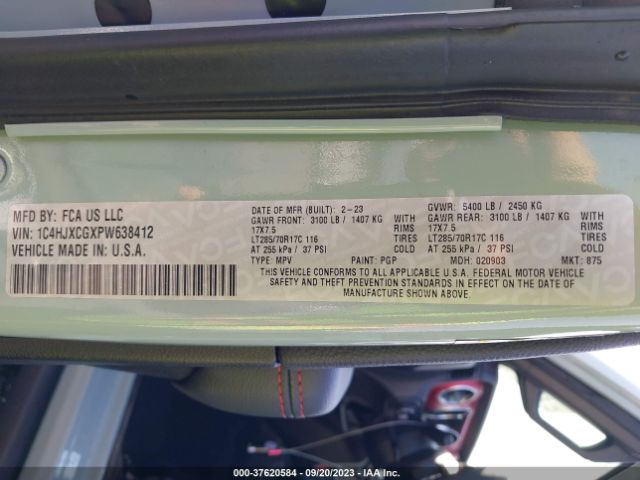 MFD BY: FCA US LLC
VIN: 1C4HJXCGXPW638412
VEHICLE MADE IN: U.S.A.
DATE OF MFR (BUILT): 2-23
GAWR FRONT: 3100 LB / 1407 KG WITH
17X7.5 RIMS
LT285/70R17C 116 TIRES
AT 255 kPa / 37 PSI COLD
GVWR: 5400 LB / 2450 KG
GAWR REAR: 3100 LB / 1407 KG WITH
17X7.5 RIMS
LT285/70R17C 116 TIRES
AT 255 kPa / 37 PSI COLD
TYPE: MPV PAINT: PGP MDH: 020903 MKT: 875
THIS VEHICLE CONFORMS TO ALL APPLICABLE U.S.A. FEDERAL MOTOR VEHICLE
SAFETY AND THEFT PREVENTION STANDARDS IN EFFECT ON THE DATE OF
MANUFACTURE SHOWN ABOVE.
000-37620584 - 09/20/2023 - IAA Inc.